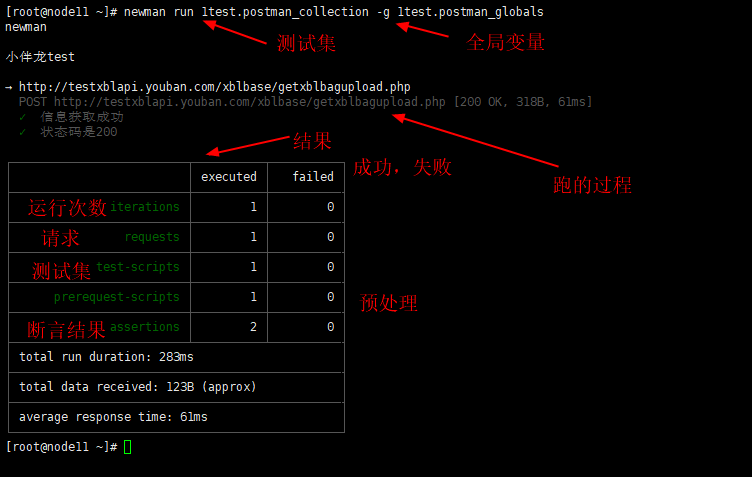 [root@node11 ~]# newman run 1test.postman_collection -g 1test.postman_globals
newman
测试集
全局变量
小伴龙test
→ http://testxblapi.youban.com/xblbase/getxblbagupload.php
POST http://testxblapi.youban.com/xblbase/getxblbagupload.php [200 OK, 318B, 61ms]
✓ 信息获取成功
✓ 状态码是200
结果
成功，失败
跑的过程
executed failed
运行次数 iterations 1 0
请求 requests 1 0
测试集 test-scripts 1 0
prerequest-scripts 1 0
预处理
断言结果 assertions 2 0
total run duration: 283ms
total data received: 123B (approx)
average response time: 61ms
[root@node11 ~]#